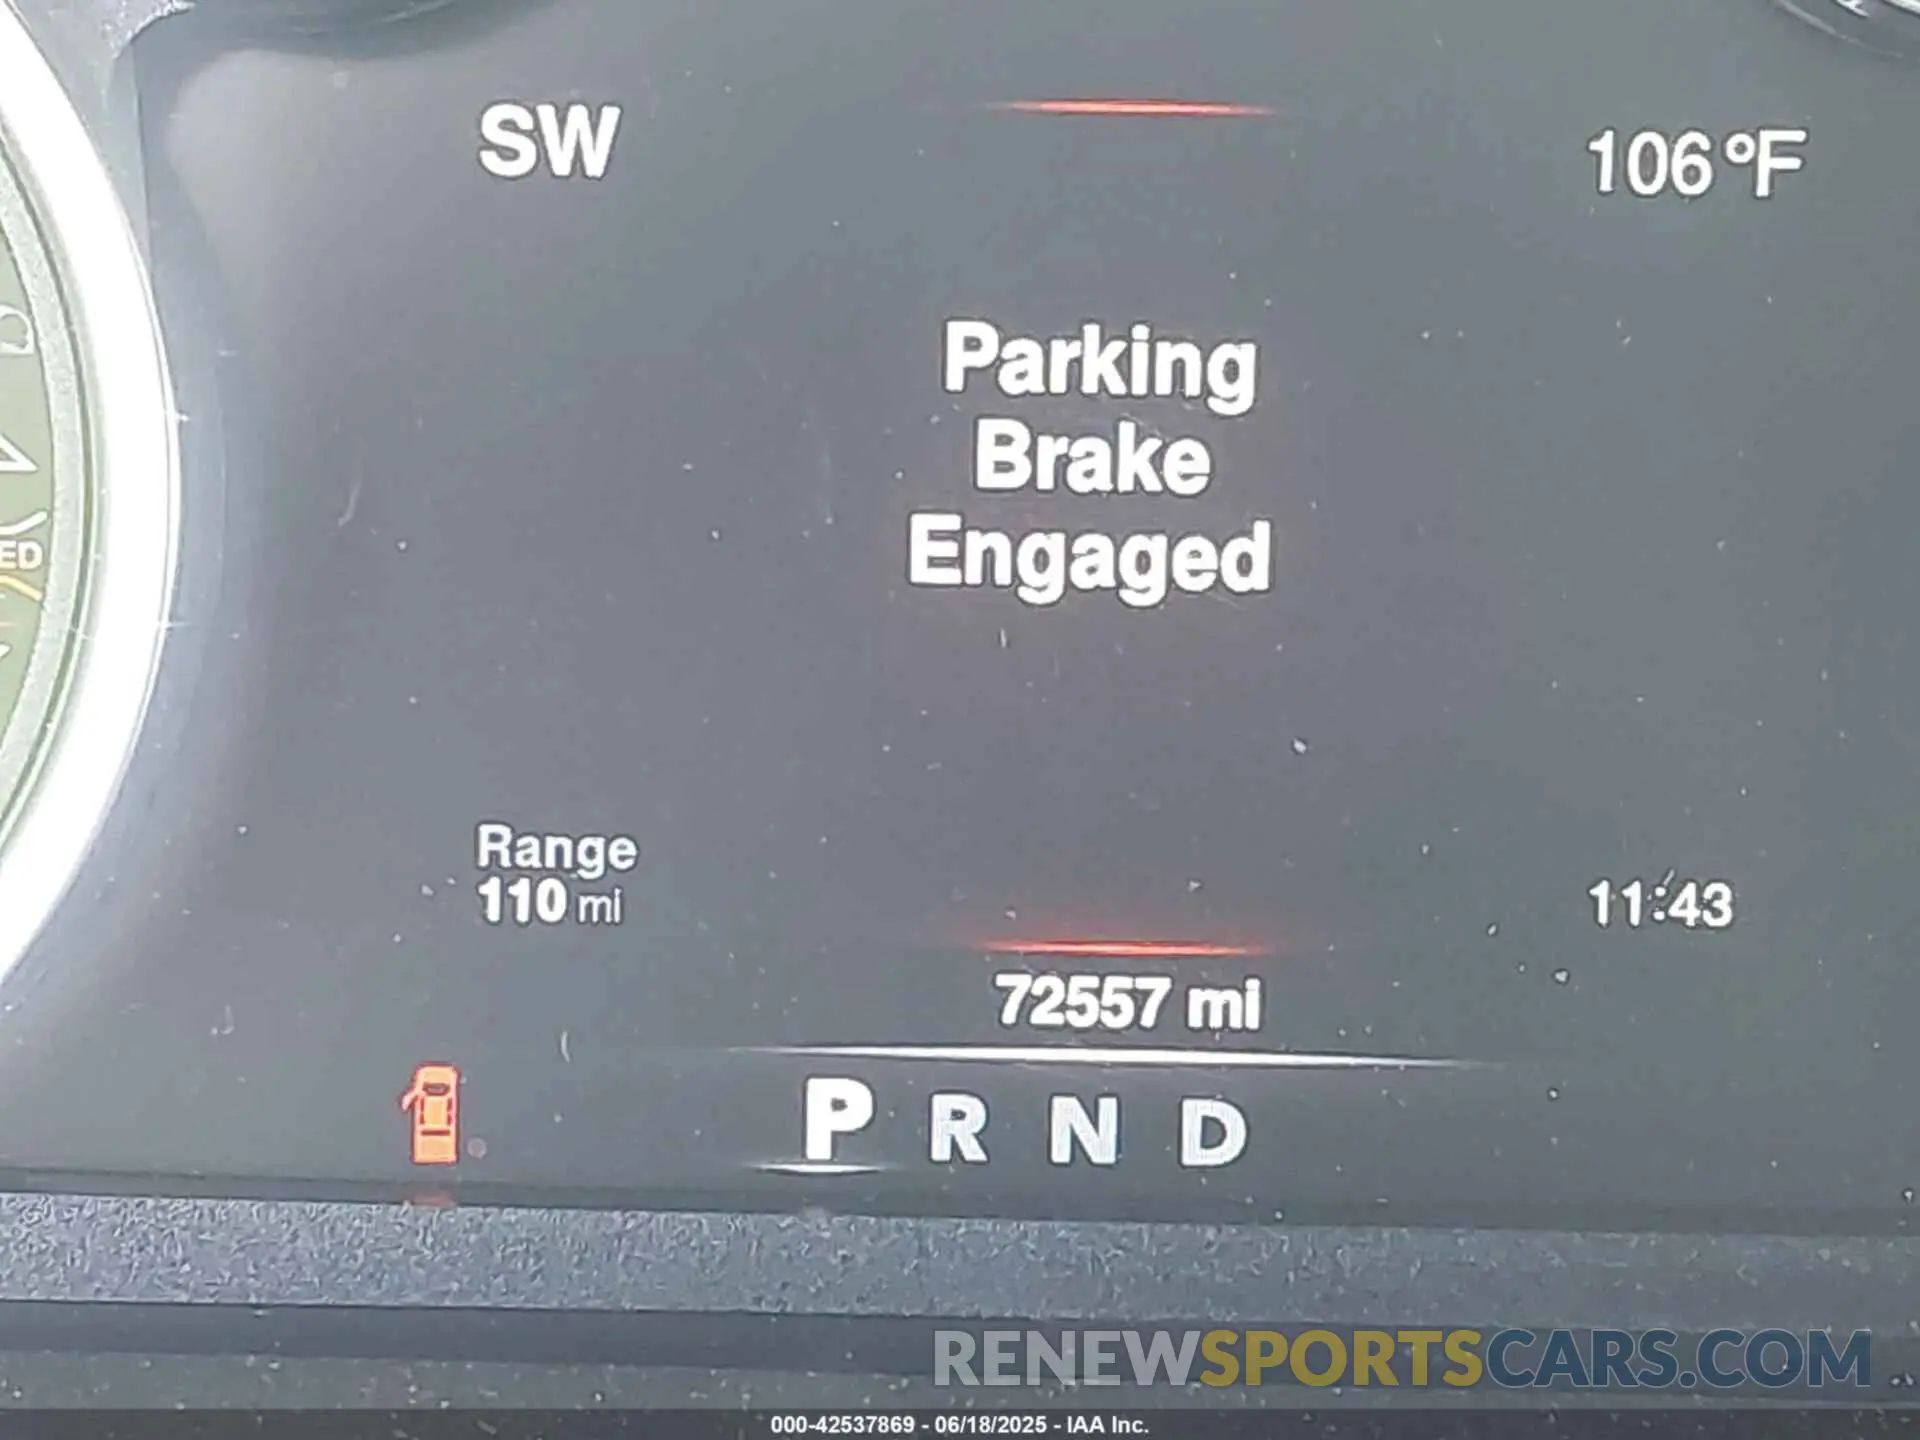 SW
106°F
Parking
Brake
Engaged
ED
Range
110 mi
11:43
72557 mi
P R N D
RENEWSPORTSCARS.COM
000-42537869 - 06/18/2025 - IAA Inc.